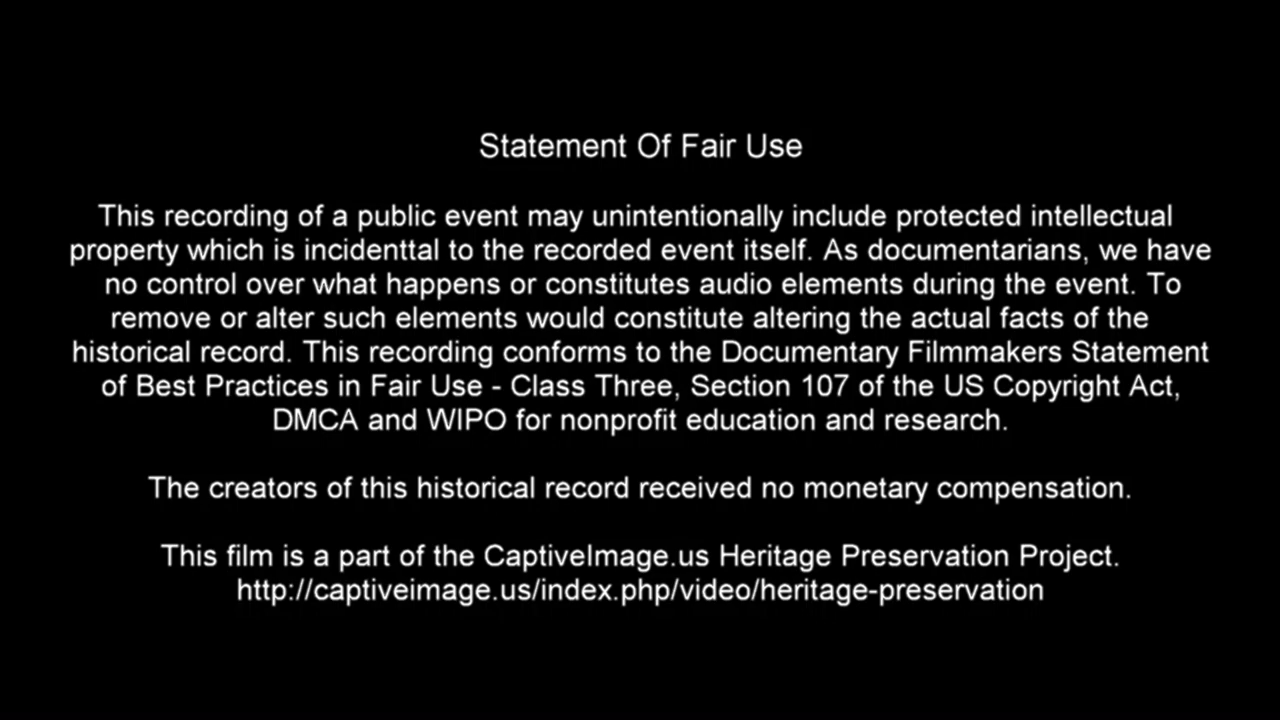 Statement Of Fair Use
This recording of a public event may unintentionally include protected intellectual
property which is incidenttal to the recorded event itself. As documentarians, we have
no control over what happens or constitutes audio elements during the event. To
remove or alter such elements would constitute altering the actual facts of the
historical record. This recording conforms to the Documentary Filmmakers Statement
of Best Practices in Fair Use - Class Three, Section 107 of the US Copyright Act,
DMCA and WIPO for nonprofit education and research.
The creators of this historical record received no monetary compensation.
This film is a part of the CaptiveImage.us Heritage Preservation Project.
http://captiveimage.us/index.php/video/heritage-preservation